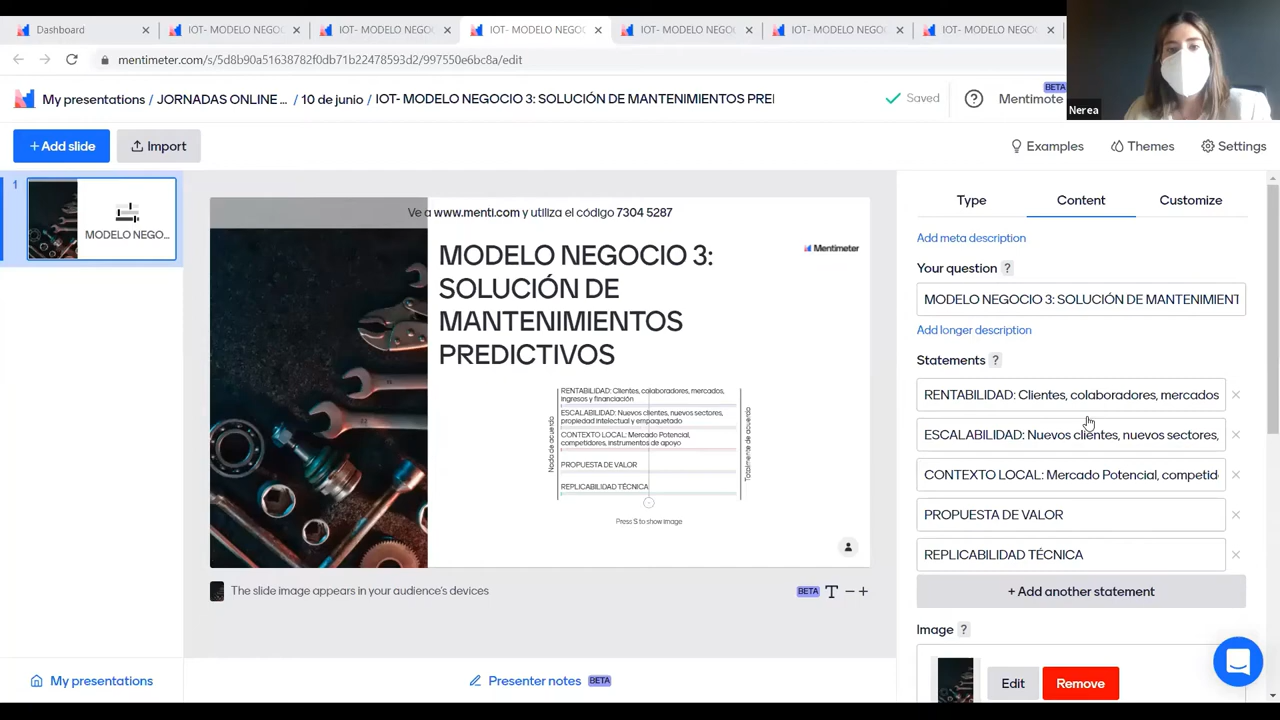 Dashboard
IOT- MODELO NEGOC
IOT- MODELO NEGOC
IOT- MODELO NEGOC
IOT- MODELO NEGOC
IOT- MODELO NEGOC
IOT- MODELO NEGOC
mentimeter.com/s/5d8b90a51638782f0db71b22478593d2/997550e6bc8a/edit
My presentations / JORNADAS ONLINE ... / 10 de junio / IOT- MODELO NEGOCIO 3: SOLUCIÓN DE MANTENIMIENTOS PREI
Saved
?
Mentimote
BETA
Nerea
+ Add slide
Import
Examples
Themes
Settings
1
MODELO NEGO...
Ve a www.menti.com y utiliza el código 7304 5287
MODELO NEGOCIO 3:
SOLUCIÓN DE
MANTENIMIENTOS
PREDICTIVOS
Mentimeter
Nada de acuerdo
RENTABILIDAD: Clientes, colaboradores, mercados,
ingresos y financiación
ESCALABILIDAD: Nuevos clientes, nuevos sectores,
propiedad intelectual y empaquetado
CONTEXTO LOCAL: Mercado Potencial,
competidores, instrumentos de apoyo
PROPUESTA DE VALOR
REPLICABILIDAD TÉCNICA
Totalmente de acuerdo
Press S to show image
The slide image appears in your audience's devices
BETA T − +
Type
Content
Customize
Add meta description
Your question ?
MODELO NEGOCIO 3: SOLUCIÓN DE MANTENIMIENT
Add longer description
Statements ?
RENTABILIDAD: Clientes, colaboradores, mercados
ESCALABILIDAD: Nuevos clientes, nuevos sectores,
CONTEXTO LOCAL: Mercado Potencial, competid
PROPUESTA DE VALOR
REPLICABILIDAD TÉCNICA
+ Add another statement
Image ?
Edit
Remove
My presentations
Presenter notes BETA